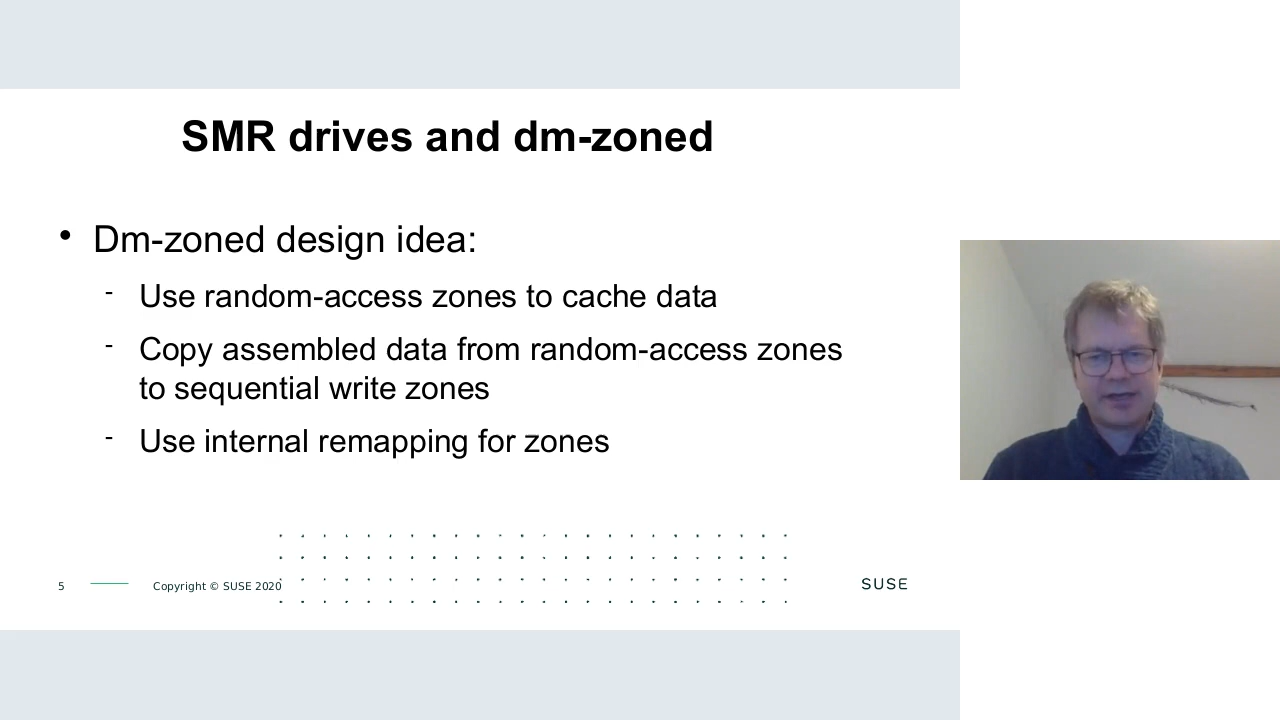 SMR drives and dm-zoned
• Dm-zoned design idea:
- Use random-access zones to cache data
- Copy assembled data from random-access zones
to sequential write zones
- Use internal remapping for zones
5 Copyright © SUSE 2020 SUSE